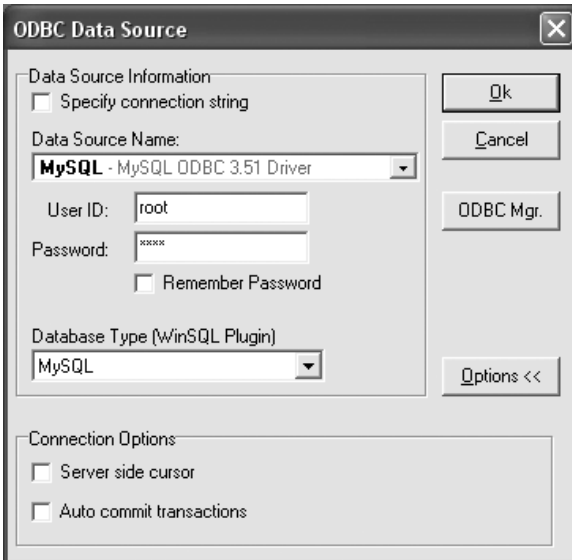 ODBC Data Source
Data Source Information
Specify connection string
Ok
Data Source Name:
Cancel
MySQL - MySQL ODBC 3.51 Driver
User ID: root
ODBC Mgr.
Password: ****
Remember Password
Database Type (WinSQL Plugin)
MySQL
Options <<
Connection Options
Server side cursor
Auto commit transactions